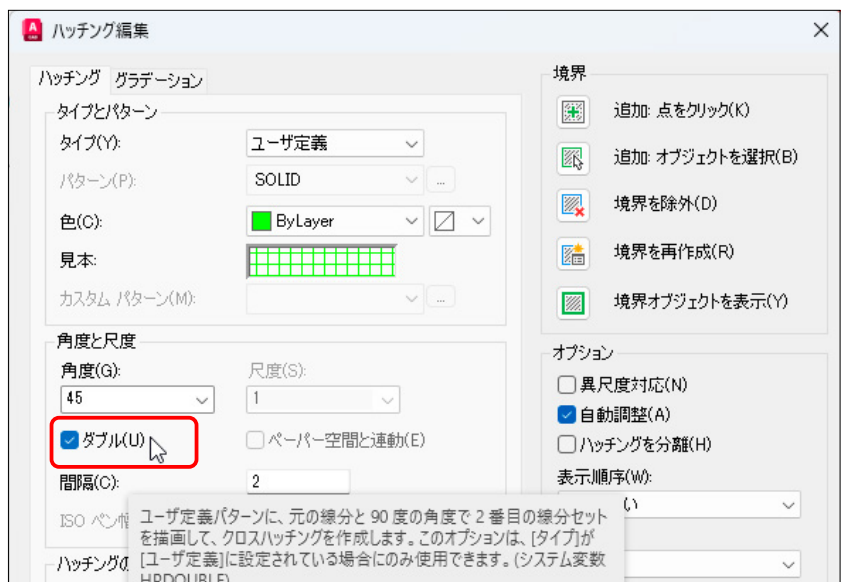 ハッチング編集
ハッチング グラデーション
タイプとパターン
タイプ(Y): ユーザ定義
パターン(P): SOLID ...
色(C): ByLayer
見本:
カスタム パターン(M): ...
角度と尺度
角度(G): 尺度(S):
45 1
ダブル(U) ペーパー空間と連動(E)
間隔(C): 2
ISO ペン幅
ハッチングの
境界
追加: 点をクリック(K)
追加: オブジェクトを選択(B)
境界を除外(D)
境界を再作成(R)
境界オブジェクトを表示(Y)
オプション
異尺度対応(N)
自動調整(A)
ハッチングを分離(H)
表示順序(W):
い
ユーザ定義パターンに、元の線分と 90 度の角度で 2 番目の線分セット
を描画して、クロスハッチングを作成します。このオプションは、[タイプ]が
[ユーザ定義]に設定されている場合にのみ使用できます。(システム変数
HPDOUBLE)